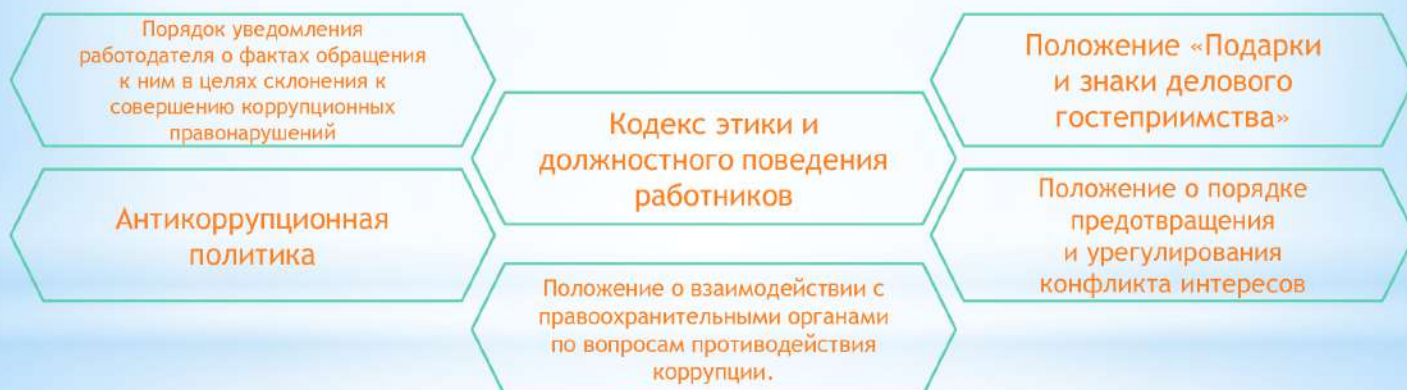 Порядок уведомления
работодателя о фактах обращения
к ним в целях склонения к
совершению коррупционных
правонарушений
Антикоррупционная
политика
Кодекс этики и
должностного поведения
работников
Положение о взаимодействии с
правоохранительными органами
по вопросам противодействия
коррупции.
Положение «Подарки
и знаки делового
гостеприимства»
Положение о порядке
предотвращения
и урегулирования
конфликта интересов